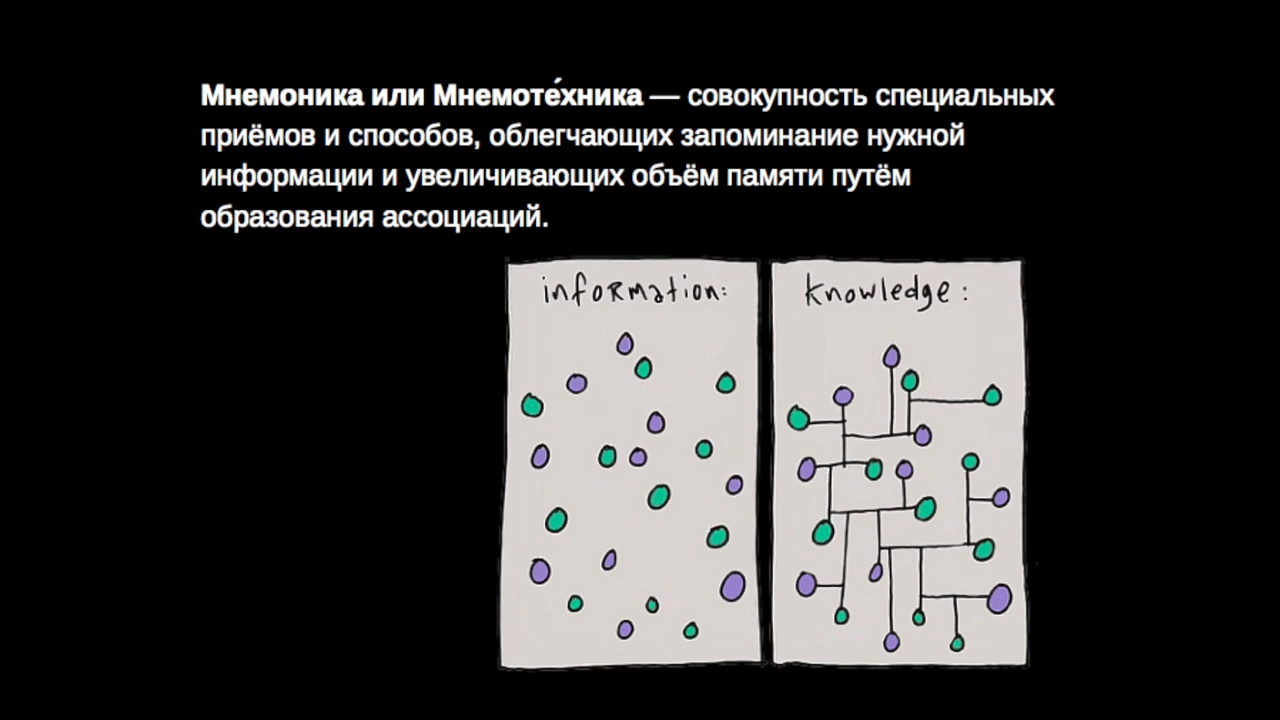 Мнемоника или Мнемоте́хника — совокупность специальных
приёмов и способов, облегчающих запоминание нужной
информации и увеличивающих объём памяти путём
образования ассоциаций.
information:
knowledge: